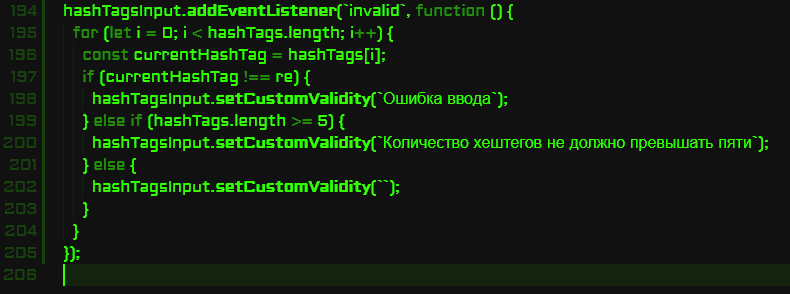 194 hashTagsInput.addEventListener(`invalid`, function () {
195 for (let i = 0; i < hashTags.length; i++) {
196 const currentHashTag = hashTags[i];
197 if (currentHashTag !== re) {
198 hashTagsInput.setCustomValidity(`Ошибка ввода`);
199 } else if (hashTags.length >= 5) {
200 hashTagsInput.setCustomValidity(`Количество хештегов не должно превышать пяти`);
201 } else {
202 hashTagsInput.setCustomValidity(``);
203 }
204 }
205 });
206